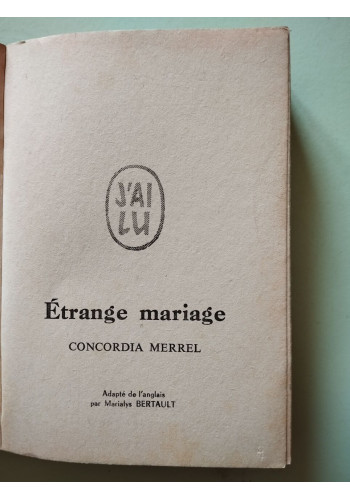 J'AI
LU
Étrange mariage
CONCORDIA MERREL
Adapté de l'anglais
par Marialys BERTAULT